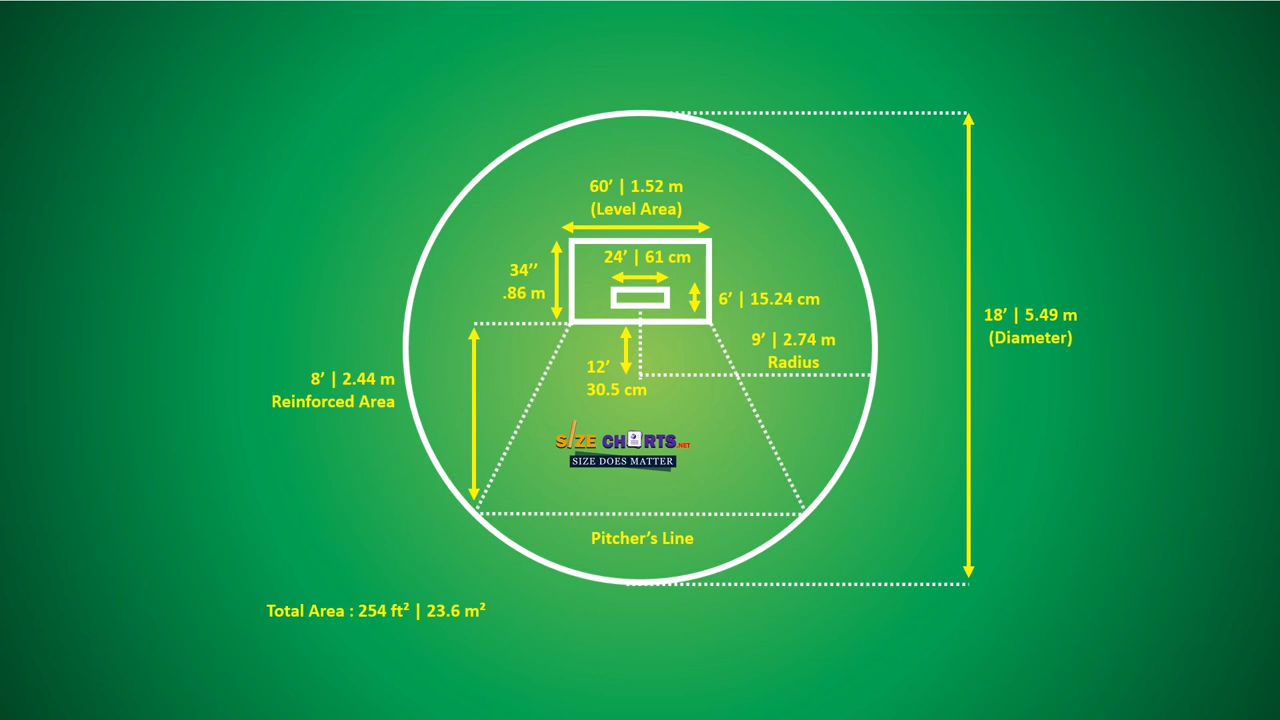 60’ | 1.52 m
(Level Area)
24’ | 61 cm
34’’
.86 m
6’ | 15.24 cm
18’ | 5.49 m
(Diameter)
9’ | 2.74 m
Radius
12’
30.5 cm
8’ | 2.44 m
Reinforced Area
SIZE CHARTS.NET
SIZE DOES MATTER
Pitcher’s Line
Total Area : 254 ft² | 23.6 m²